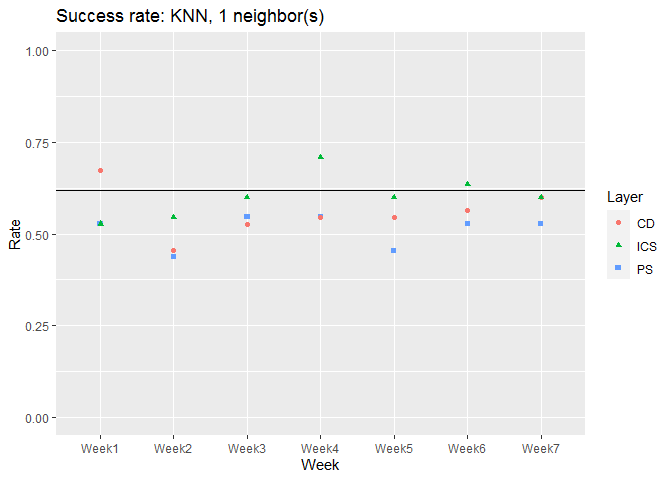 Success rate: KNN, 1 neighbor(s)
1.00
0.75
0.50
0.25
0.00
Rate
Week1 Week2 Week3 Week4 Week5 Week6 Week7
Week
Layer
CD
ICS
PS